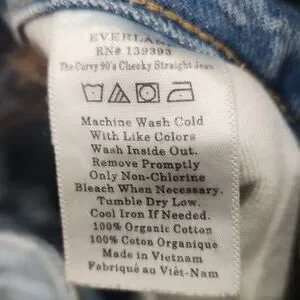 EVERLANE
RN# 139393
The Curvy 90's Cheeky Straight Jean
Machine Wash Cold
With Like Colors
Wash Inside Out.
Remove Promptly
Only Non-Chlorine
Bleach When Necessary.
Tumble Dry Low.
Cool Iron If Needed.
100% Organic Cotton
100% Coton Organique
Made in Vietnam
Fabriqué au Viêt-Nam